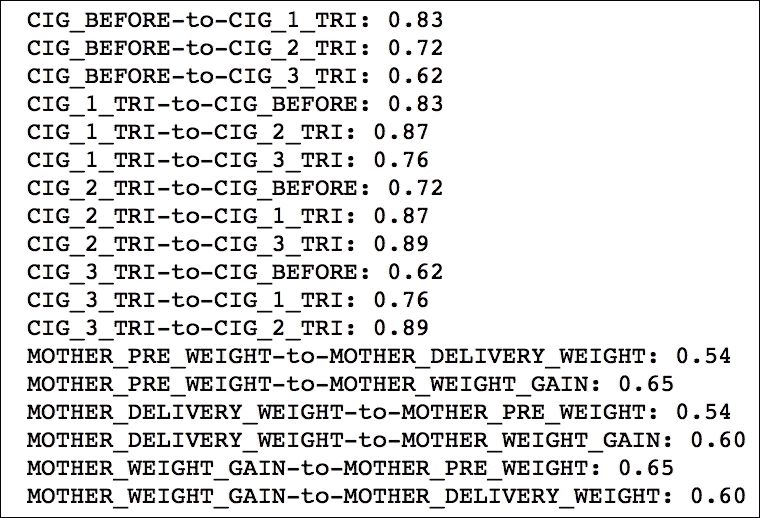 CIG_BEFORE-to-CIG_1_TRI: 0.83
CIG_BEFORE-to-CIG_2_TRI: 0.72
CIG_BEFORE-to-CIG_3_TRI: 0.62
CIG_1_TRI-to-CIG_BEFORE: 0.83
CIG_1_TRI-to-CIG_2_TRI: 0.87
CIG_1_TRI-to-CIG_3_TRI: 0.76
CIG_2_TRI-to-CIG_BEFORE: 0.72
CIG_2_TRI-to-CIG_1_TRI: 0.87
CIG_2_TRI-to-CIG_3_TRI: 0.89
CIG_3_TRI-to-CIG_BEFORE: 0.62
CIG_3_TRI-to-CIG_1_TRI: 0.76
CIG_3_TRI-to-CIG_2_TRI: 0.89
MOTHER_PRE_WEIGHT-to-MOTHER_DELIVERY_WEIGHT: 0.54
MOTHER_PRE_WEIGHT-to-MOTHER_WEIGHT_GAIN: 0.65
MOTHER_DELIVERY_WEIGHT-to-MOTHER_PRE_WEIGHT: 0.54
MOTHER_DELIVERY_WEIGHT-to-MOTHER_WEIGHT_GAIN: 0.60
MOTHER_WEIGHT_GAIN-to-MOTHER_PRE_WEIGHT: 0.65
MOTHER_WEIGHT_GAIN-to-MOTHER_DELIVERY_WEIGHT: 0.60